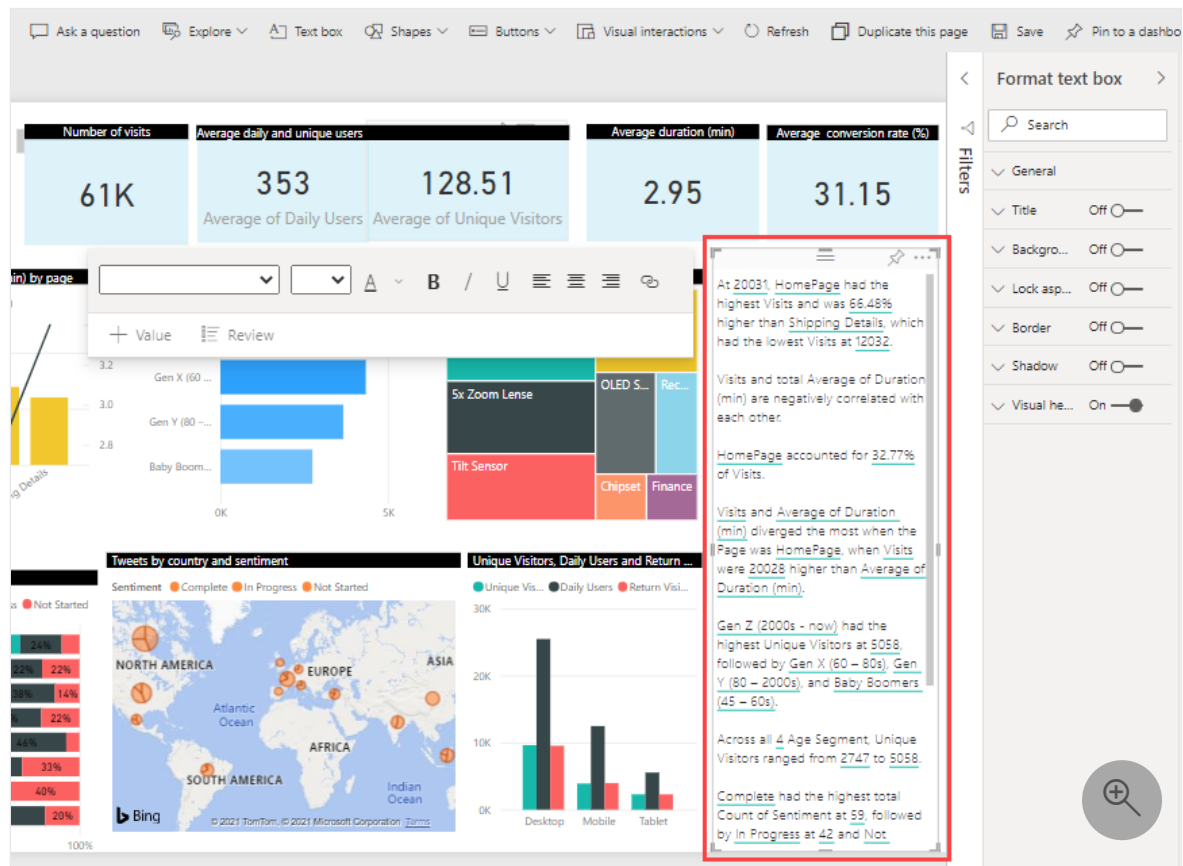 Ask a question Explore Text box Shapes Buttons Visual interactions Refresh Duplicate this page Save Pin to a dashbo
Format text box
Search
Filters
General
Title Off
Backgro... Off
Lock asp... Off
Border Off
Shadow Off
Visual he... On
Number of visits
61K
Average daily and unique users
353
Average of Daily Users
128.51
Average of Unique Visitors
Average duration (min)
2.95
Average conversion rate (%)
31.15
in) by page
A B I U
Value Review
3.2
3.0
2.8
ng Details
Gen X (60 ...
Gen Y (80 –...
Baby Boom...
0K 5K
5x Zoom Lense
Tilt Sensor
OLED S...
Rec...
Chipset
Finance
At 20031, HomePage had the
highest Visits and was 66.48%
higher than Shipping Details, which
had the lowest Visits at 12032.
Visits and total Average of Duration
(min) are negatively correlated with
each other.
HomePage accounted for 32.77%
of Visits.
Visits and Average of Duration
(min) diverged the most when the
Page was HomePage, when Visits
were 20028 higher than Average of
Duration (min).
Gen Z (2000s - now) had the
highest Unique Visitors at 5058,
followed by Gen X (60 – 80s), Gen
Y (80 – 2000s), and Baby Boomers
(45 – 60s).
Across all 4 Age Segment, Unique
Visitors ranged from 2747 to 5058.
Complete had the highest total
Count of Sentiment at 59, followed
by In Progress at 42 and Not
s Not Started
24%
22% 22%
38% 14%
22%
46%
33%
40%
20%
100%
Tweets by country and sentiment
Sentiment Complete In Progress Not Started
NORTH AMERICA
EUROPE
ASIA
Atlantic
Ocean
AFRICA
SOUTH AMERICA
Indian
Ocean
Bing
© 2021 TomTom, © 2021 Microsoft Corporation Terms
Unique Visitors, Daily Users and Return ...
Unique Vis... Daily Users Return Visi...
30K
20K
10K
0K
Desktop Mobile Tablet